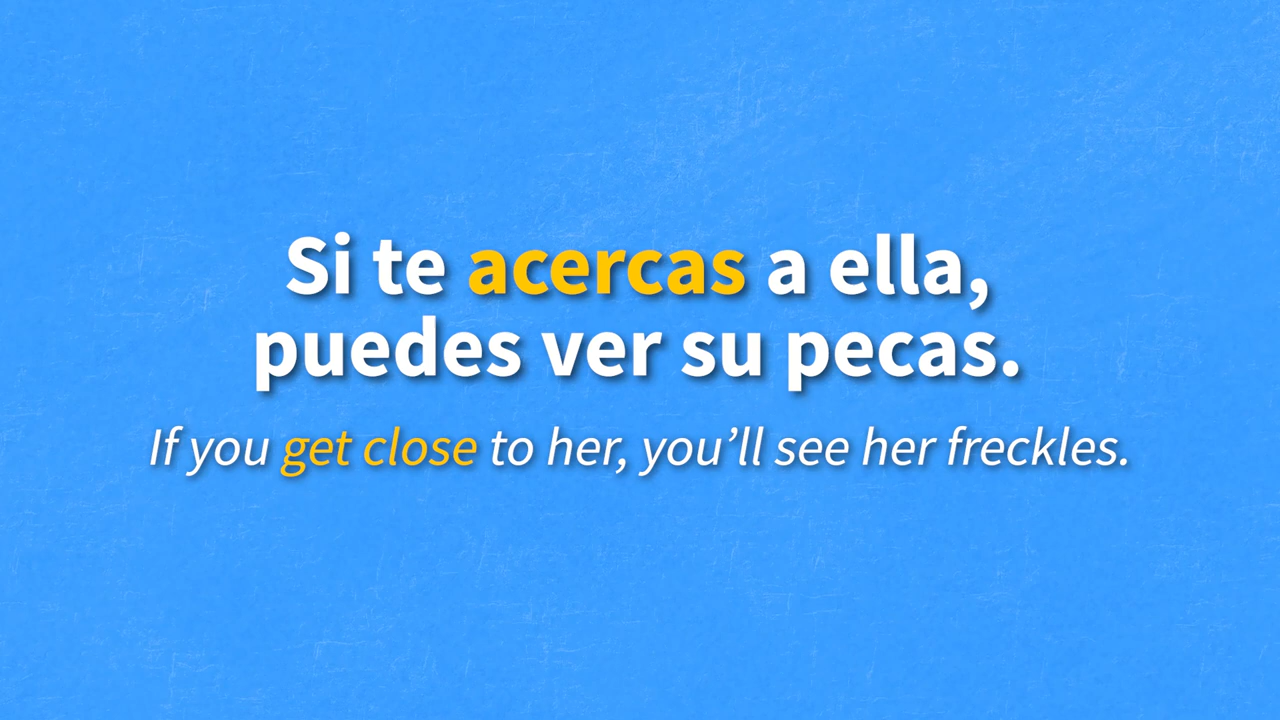 Si te acercas a ella,
puedes ver su pecas.
If you get close to her, you’ll see her freckles.